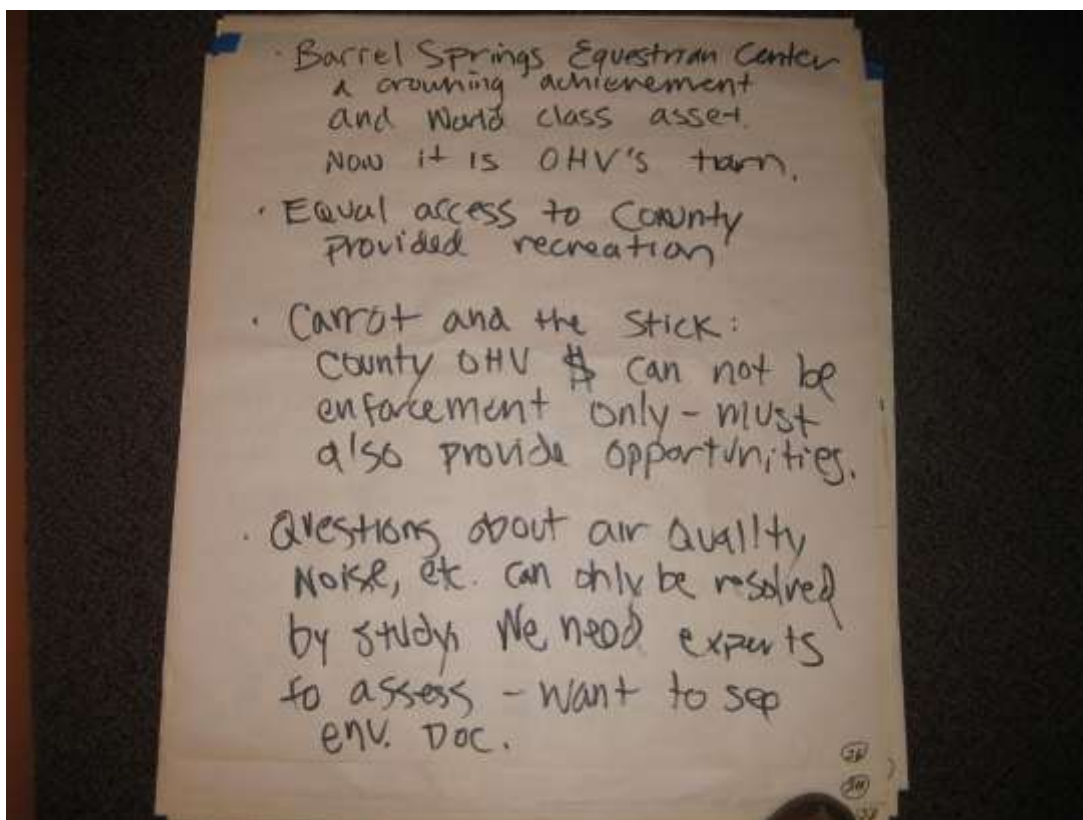 · Barrel Springs Equestrian Center
a crowning achievement
and World class asset.
Now it is OHV's turn.
· Equal access to County
provided recreation
· Carrot and the Stick:
County OHV $ can not be
enforcement only - must
also provide opportunities.
· Questions about air Quality
Noise, etc. can only be resolved
by study, We need experts
to assess - want to see
env. Doc.